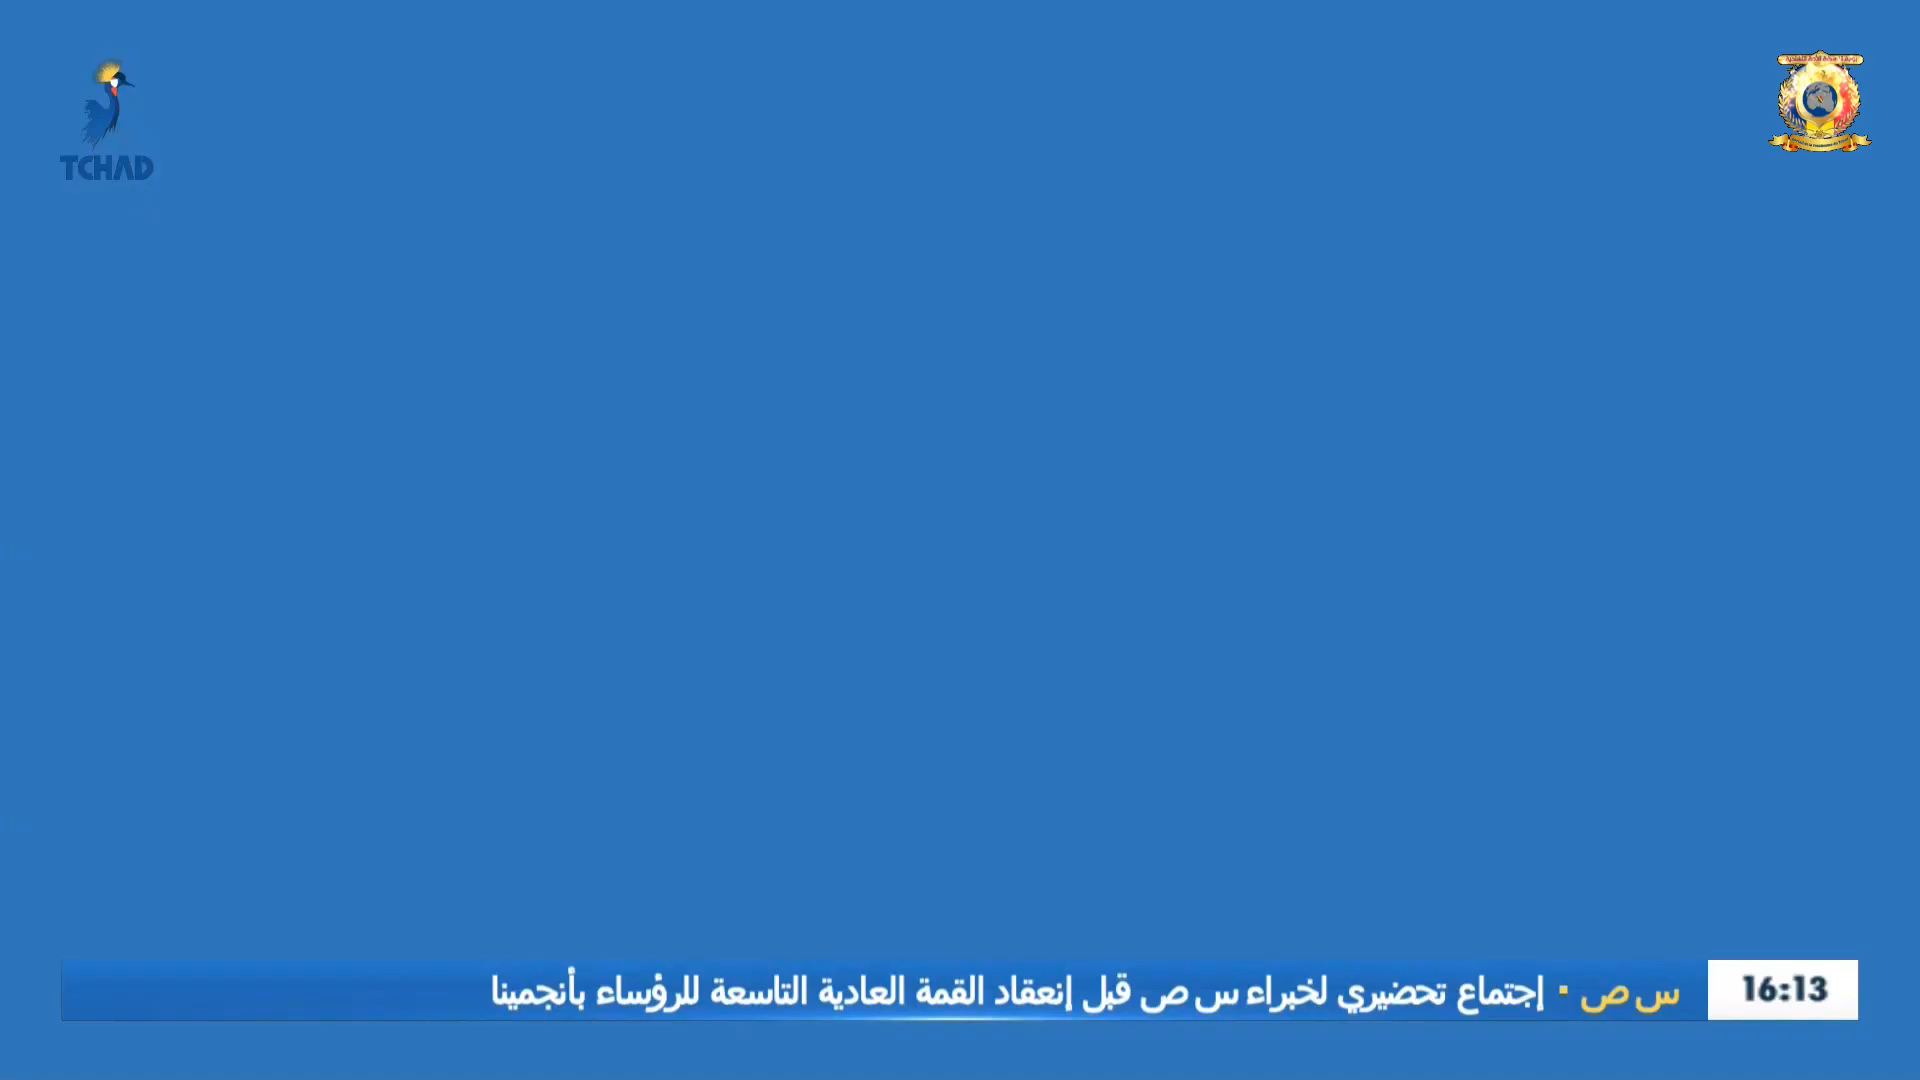 TCHAD
س ص · إجتماع تحضيري لخبراء س ص قبل إنعقاد القمة العادية التاسعة للرؤساء بأنجمينا
16:13